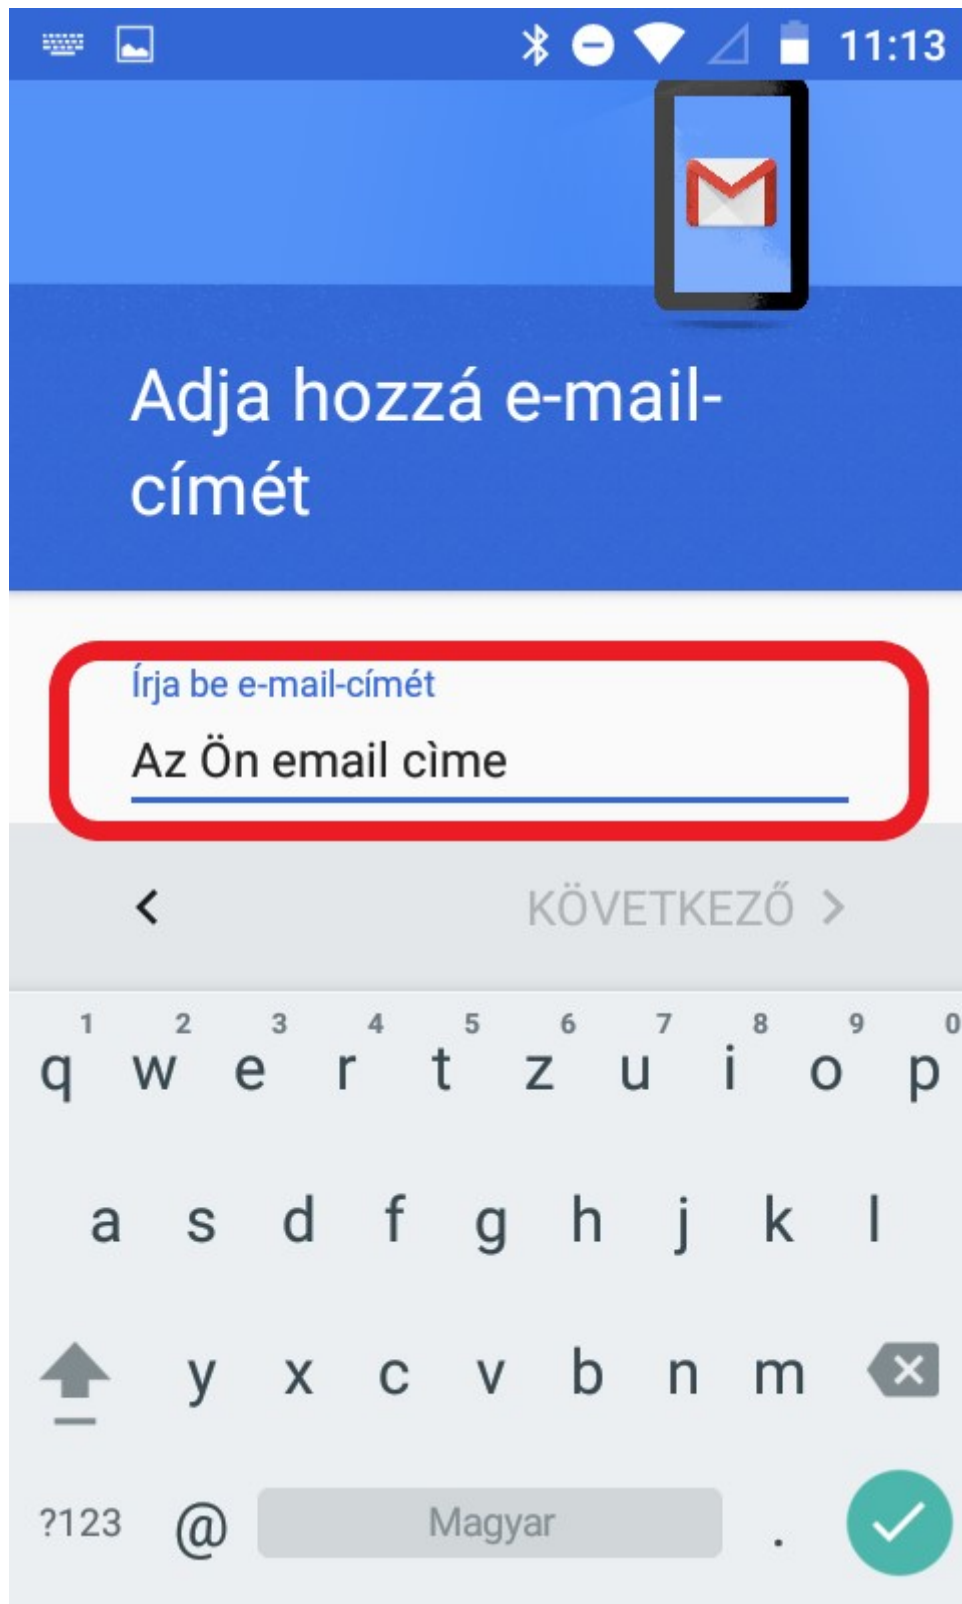 11:13
Adja hozzá e-mail-
címét
Írja be e-mail-címét
Az Ön email cìme
KÖVETKEZŐ
1 2 3 4 5 6 7 8 9 0
q w e r t z u i o p
a s d f g h j k l
y x c v b n m
?123 @ Magyar .